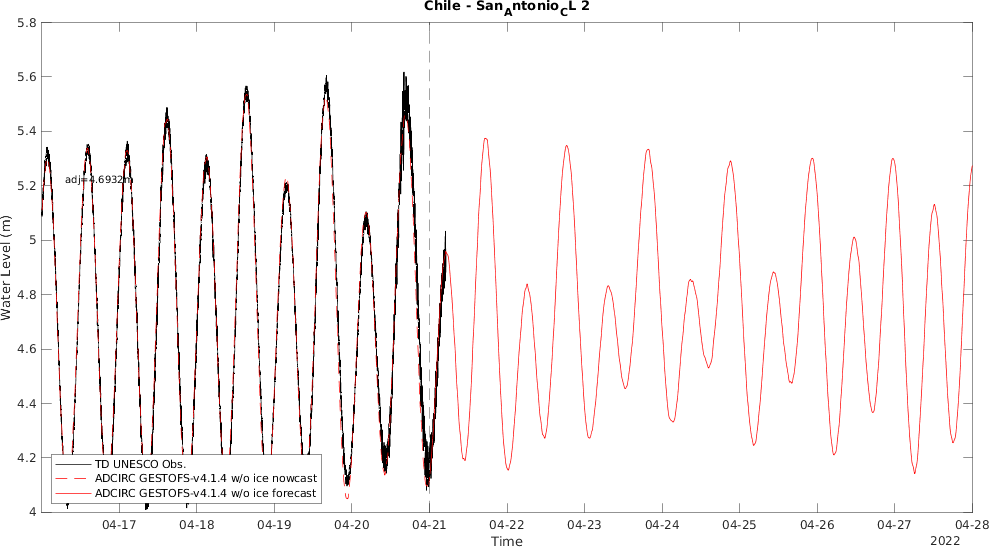 Chile - San_Antonio_CL 2
5.8
5.6
5.4
5.2
5
4.8
4.6
4.4
4.2
4
Water Level (m)
adj=4.6932m
TD UNESCO Obs.
ADCIRC GESTOFS-v4.1.4 w/o ice nowcast
ADCIRC GESTOFS-v4.1.4 w/o ice forecast
04-17 04-18 04-19 04-20 04-21 04-22 04-23 04-24 04-25 04-26 04-27 04-28
Time
2022